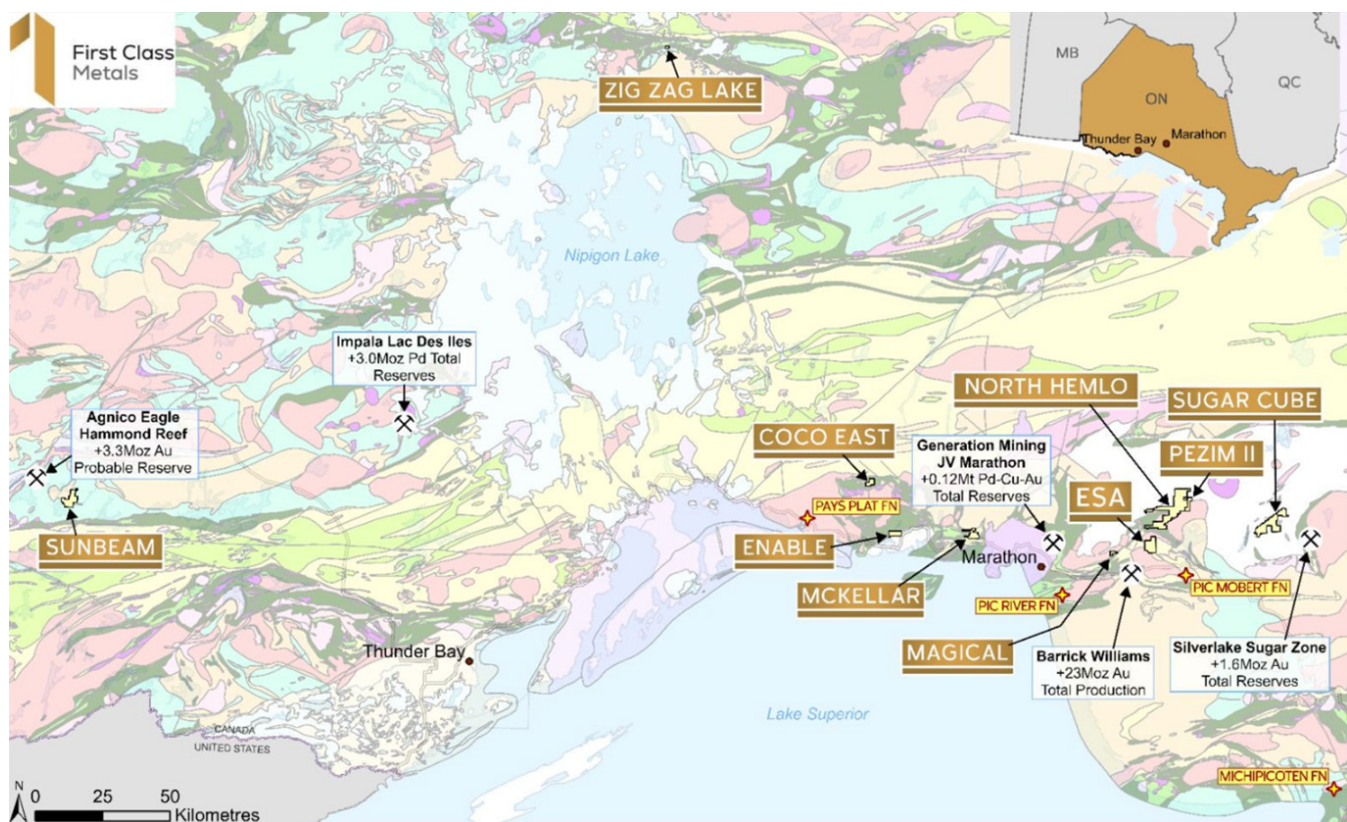 First Class
Metals
ZIG ZAG LAKE
MB
ON
QC
Thunder Bay
Marathon
Nipigon Lake
Impala Lac Des Iles
+3.0Moz Pd Total
Reserves
Agnico Eagle
Hammond Reef
+3.3Moz Au
Probable Reserve
SUNBEAM
COCO EAST
Generation Mining
JV Marathon
+0.12Mt Pd-Cu-Au
Total Reserves
NORTH HEMLO
SUGAR CUBE
PEZIM II
ESA
PAYS PLAT FN
ENABLE
MCKELLAR
Marathon
PIC RIVER FN
PIC MOBERT FN
MAGICAL
Barrick Williams
+23Moz Au
Total Production
Silverlake Sugar Zone
+1.6Moz Au
Total Reserves
Thunder Bay
Lake Superior
CANADA
UNITED STATES
MICHIPICOTEN FN
N
0 25 50
Kilometres